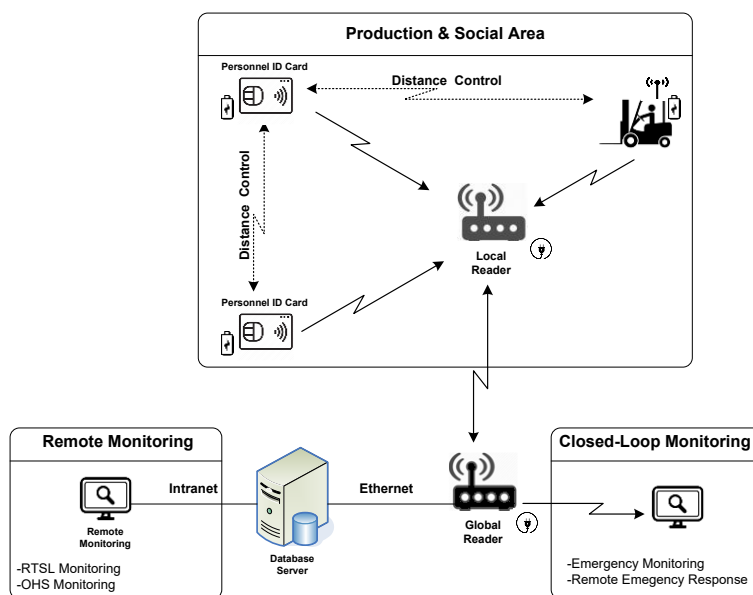 Production & Social Area
Personnel ID Card
Distance Control
Distance Control
Local
Reader
Personnel ID Card
Remote Monitoring
Closed-Loop Monitoring
Intranet
Ethernet
Remote
Monitoring
Database
Server
Global
Reader
-RTSL Monitoring
-OHS Monitoring
-Emergency Monitoring
-Remote Emegency Response